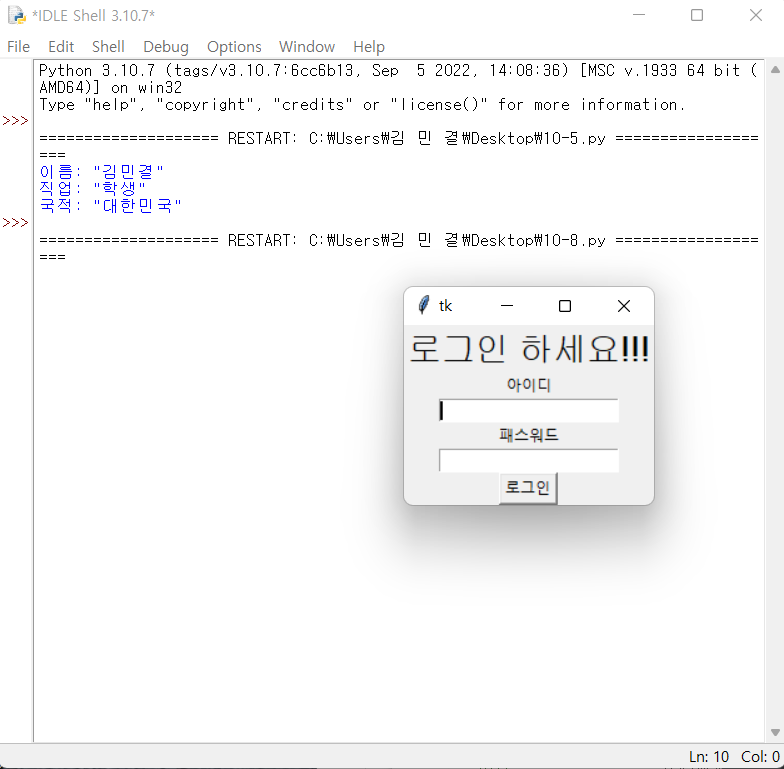 *IDLE Shell 3.10.7*
File Edit Shell Debug Options Window Help
Python 3.10.7 (tags/v3.10.7:6cc6b13, Sep  5 2022, 14:08:36) [MSC v.1933 64 bit (
AMD64)] on win32
Type "help", "copyright", "credits" or "license()" for more information.
>>>
==================== RESTART: C:₩Users₩김 민 결₩Desktop₩10-5.py ================
===
이름: "김민결"
직업: "학생"
국적: "대한민국"
>>>
==================== RESTART: C:₩Users₩김 민 결₩Desktop₩10-8.py ================
===
tk
로그인 하세요!!!
아이디
패스워드
로그인
Ln: 10 Col: 0